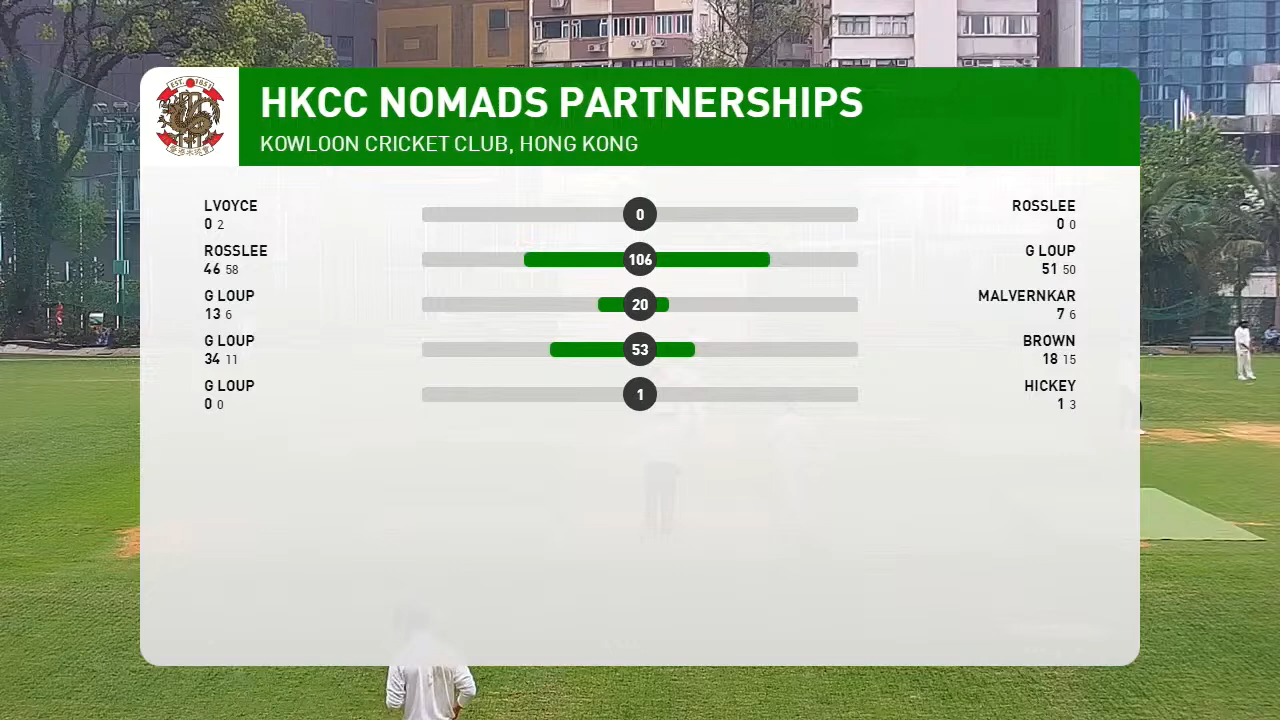 EST. 1851
HKCC NOMADS PARTNERSHIPS
KOWLOON CRICKET CLUB, HONG KONG
LVOYCE
0 2
0
ROSSLEE
0 0
ROSSLEE
46 58
106
G LOUP
51 50
G LOUP
13 6
20
MALVERNKAR
7 6
G LOUP
34 11
53
BROWN
18 15
G LOUP
0 0
1
HICKEY
1 3